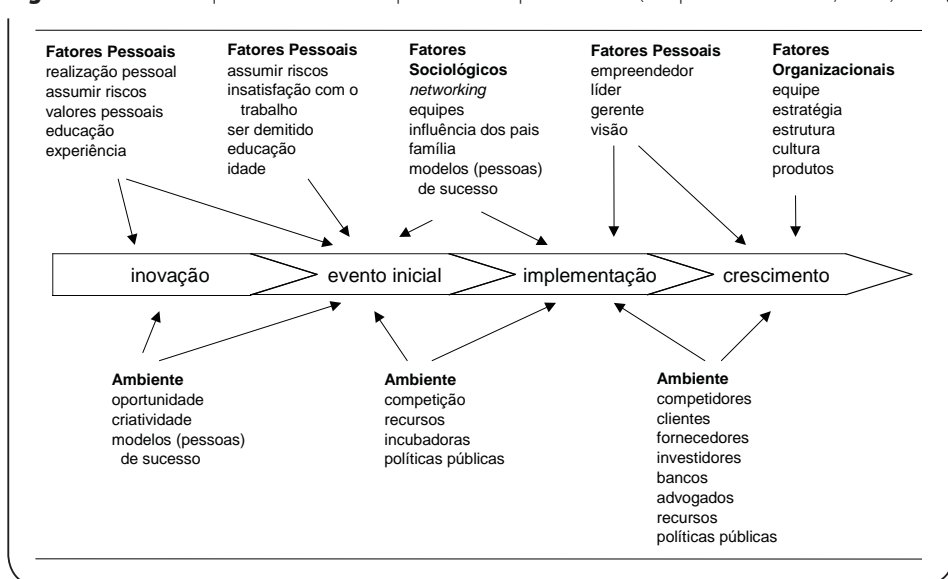 Fatores Pessoais
realização pessoal
assumir riscos
valores pessoais
educação
experiência
Fatores Pessoais
assumir riscos
insatisfação com o
trabalho
ser demitido
educação
idade
Fatores
Sociológicos
networking
equipes
influência dos pais
família
modelos (pessoas)
de sucesso
Fatores Pessoais
empreendedor
líder
gerente
visão
Fatores
Organizacionais
equipe
estratégia
estrutura
cultura
produtos
inovação
evento inicial
implementação
crescimento
Ambiente
oportunidade
criatividade
modelos (pessoas)
de sucesso
Ambiente
competição
recursos
incubadoras
políticas públicas
Ambiente
competidores
clientes
fornecedores
investidores
bancos
advogados
recursos
políticas públicas